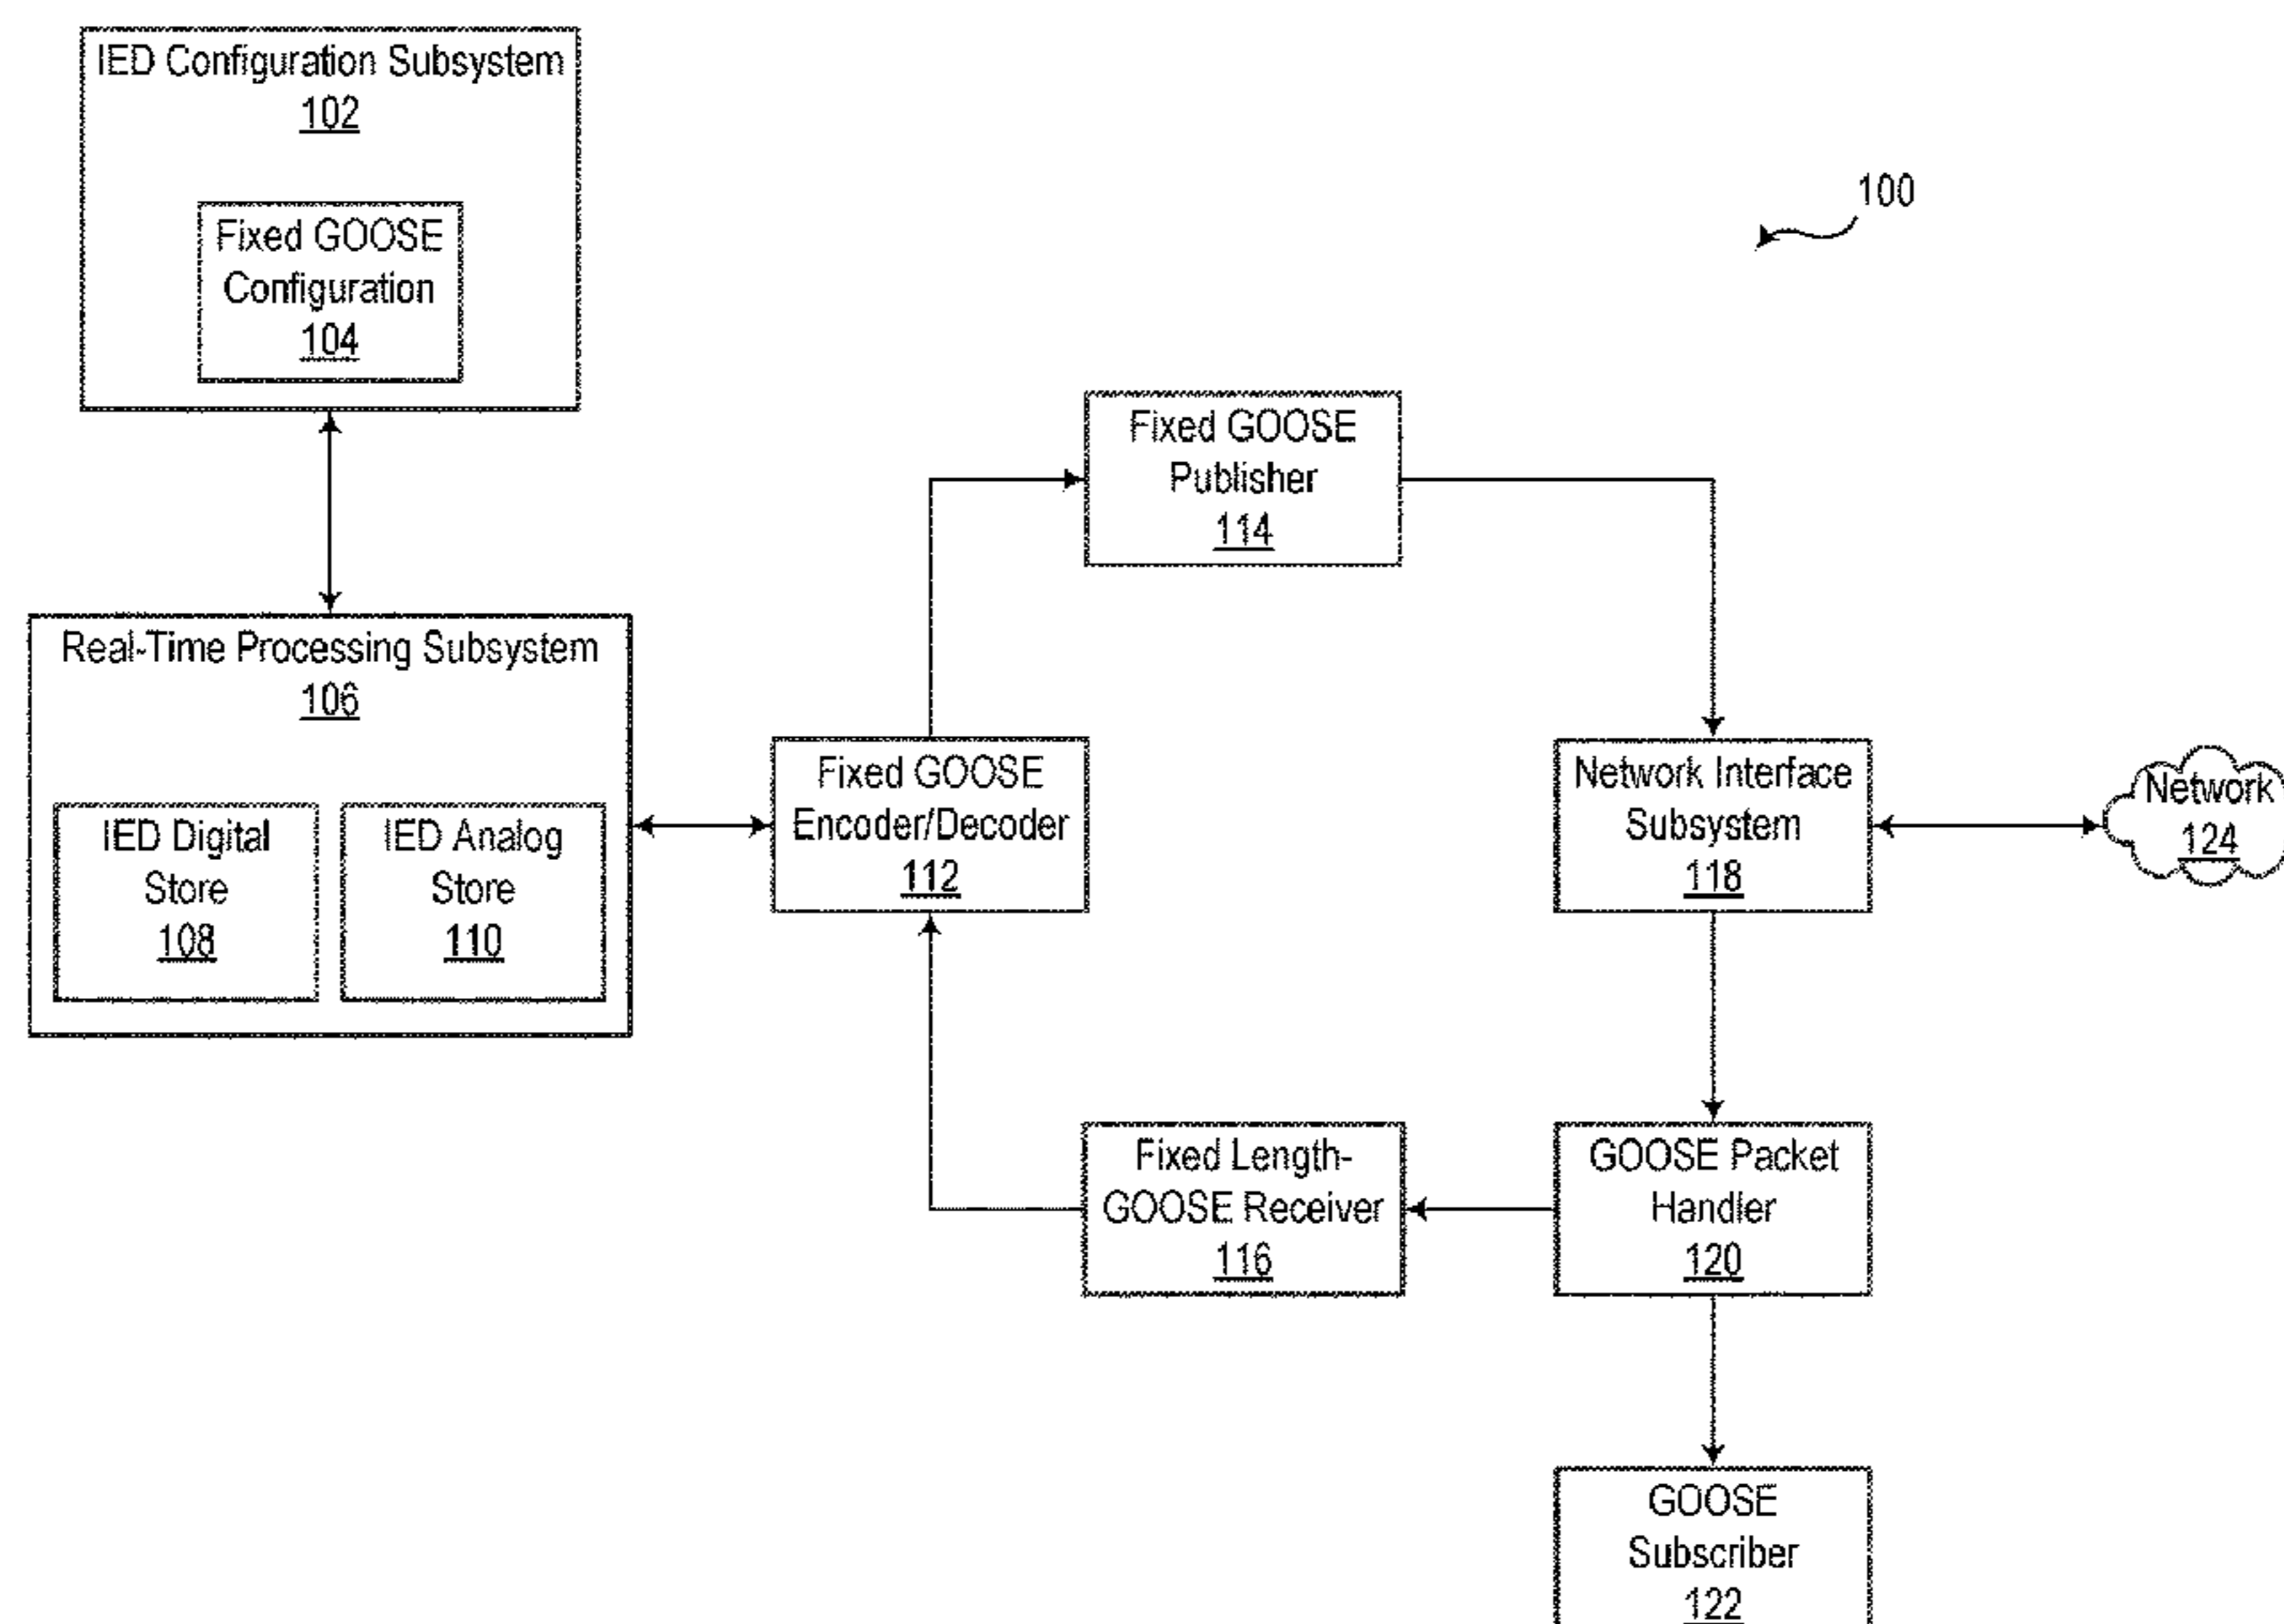 IED Configuration Subsystem
102
Fixed GOOSE
Configuration
104
100
Fixed GOOSE
Publisher
114
Real-Time Processing Subsystem
106
IED Digital
Store
108
IED Analog
Store
110
Fixed GOOSE
Encoder/Decoder
112
Network Interface
Subsystem
118
Network
124
Fixed Length-
GOOSE Receiver
116
GOOSE Packet
Handler
120
GOOSE
Subscriber
122